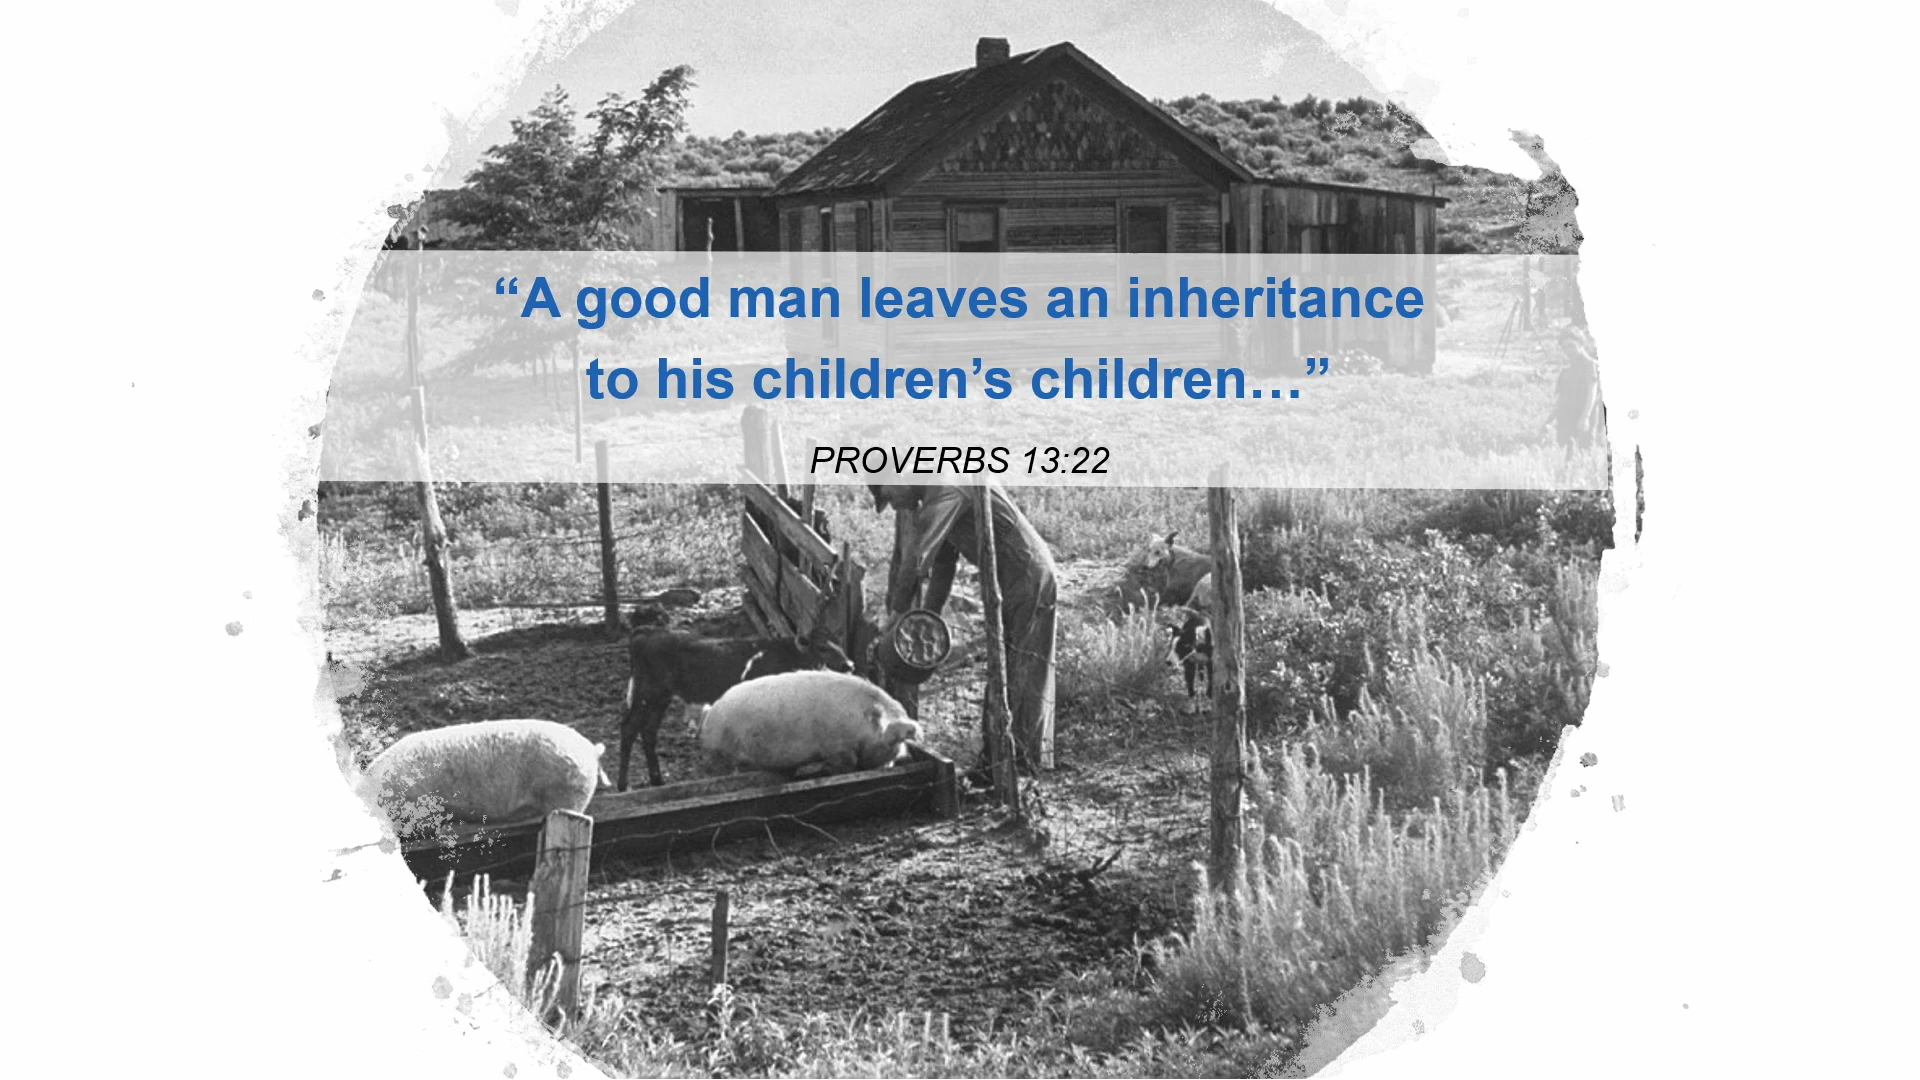 “A good man leaves an inheritance
to his children’s children…”
PROVERBS 13:22